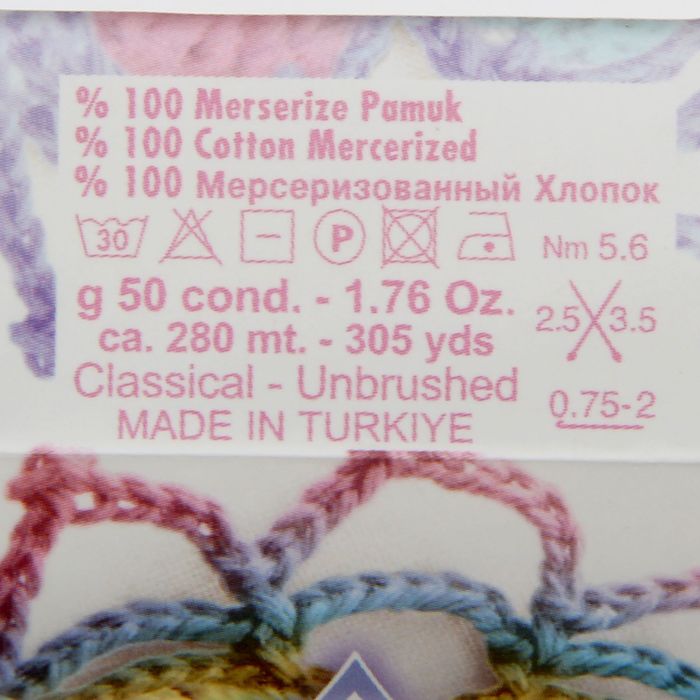 % 100 Merserize Pamuk
% 100 Cotton Mercerized
% 100 Мерсеризованный Хлопок
30 P Nm 5.6
g 50 cond. - 1.76 Oz.
ca. 280 mt. - 305 yds
2.5 3.5
Classical - Unbrushed
0.75-2
MADE IN TURKIYE